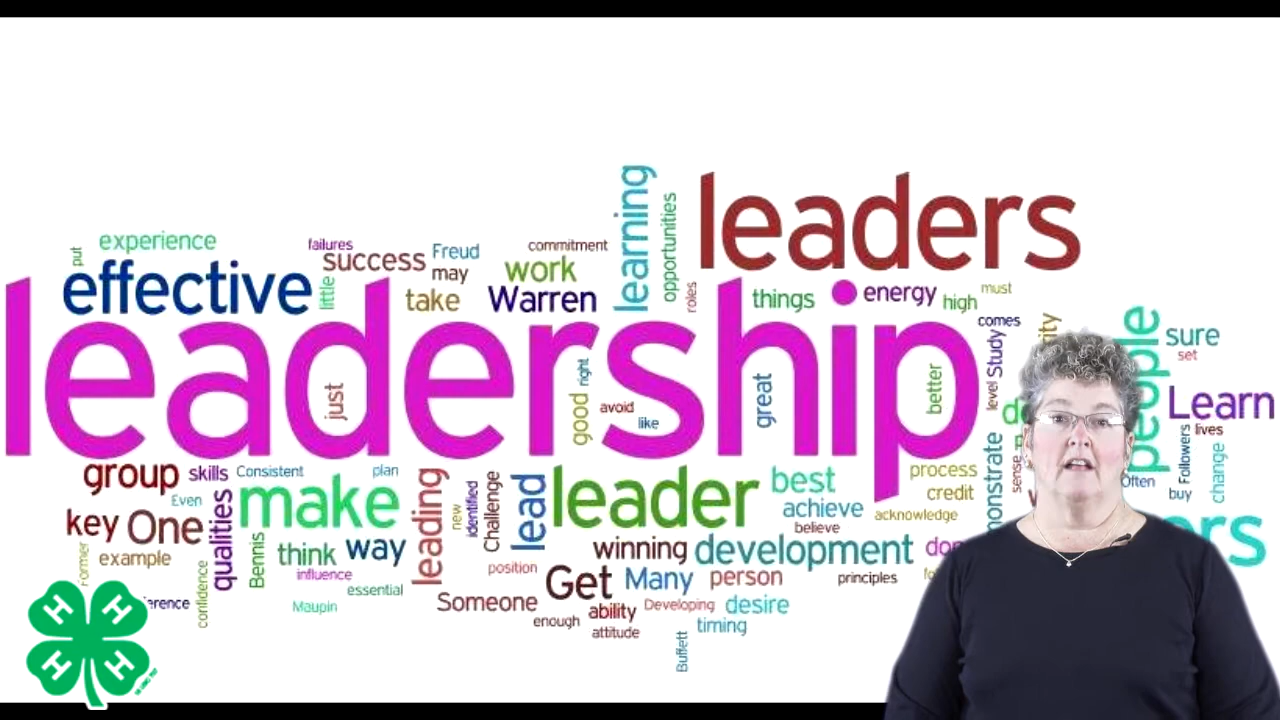 learning
opportunities
leaders
put
experience
failures
success
Freud
commitment
effective
little
may
work
take
Warren
roles
things
energy
high
must
comes
leadership
just
good
right
avoid
like
great
better
level
Study
people
sure
set
Learn
Followers
lives
Often
buy
change
group
skills
Consistent
plan
Even
make
leading
new
identified
Challenge
lead
leader
best
achieve
believe
process
credit
acknowledge
sense
key
One
qualities
Bennis
think
way
example
influence
essential
confidence
Maupin
position
winning
development
Get
Many
person
principles
Someone
enough
ability
attitude
Developing
desire
timing
Buffett
H H
H H